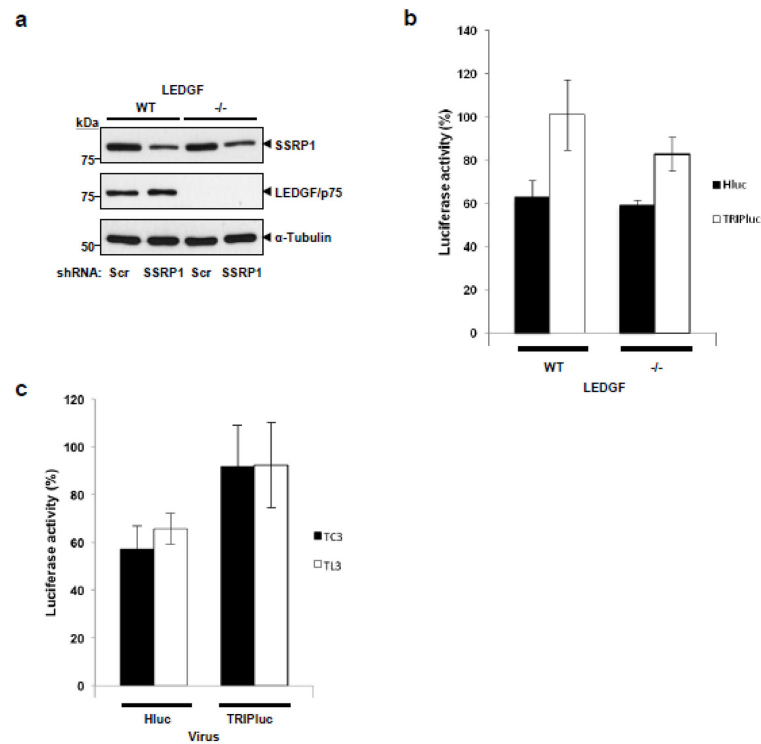 a
LEDGF
WT -/-
kDa
75
SSRP1
75
LEDGF/p75
50
α-Tubulin
shRNA: Scr SSRP1 Scr SSRP1
b
140
120
100
80
60
40
20
0
Luciferase activity (%)
Hluc
TRIPluc
WT -/-
LEDGF
c
120
100
80
60
40
20
0
Luciferase activity (%)
TC3
TL3
Hluc TRIPluc
Virus